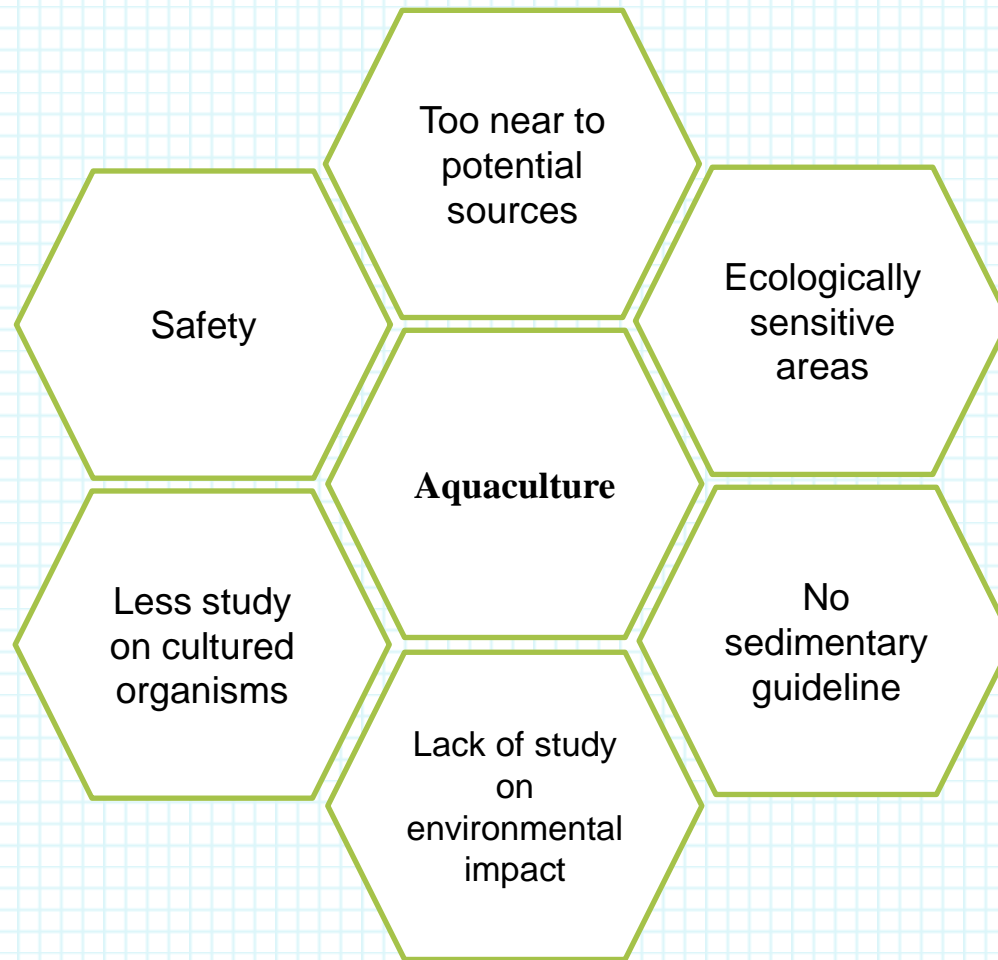 Too near to
potential
sources
Ecologically
sensitive
areas
Safety
Aquaculture
Less study
on cultured
organisms
No
sedimentary
guideline
Lack of study
on
environmental
impact